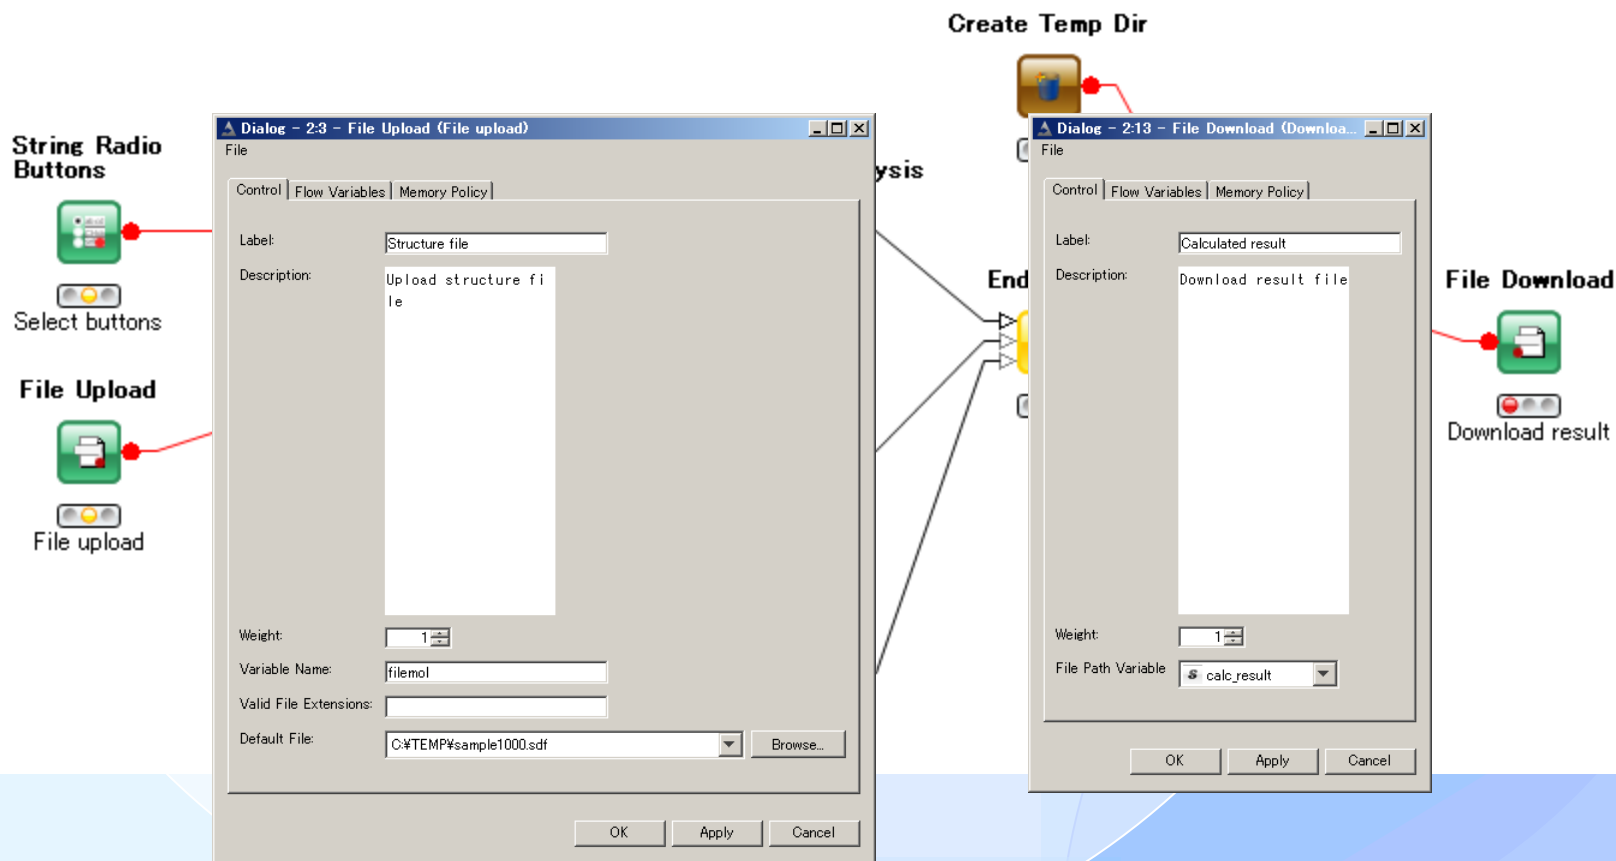 Create Temp Dir
String Radio
Buttons
Select buttons
File Upload
File upload
Dialog - 2:3 - File Upload (File upload)
File
Control
Flow Variables
Memory Policy
Label:
Structure file
Description:
Upload structure fi
le
Weight:
1
Variable Name:
filemol
Valid File Extensions:
Default File:
C:¥TEMP¥sample1000.sdf
Browse...
OK
Apply
Cancel
ysis
End
Dialog - 2:13 - File Download (Downloa...
File
Control
Flow Variables
Memory Policy
Label:
Calculated result
Description:
Download result file
Weight:
1
File Path Variable
S calc_result
OK
Apply
Cancel
File Download
Download result